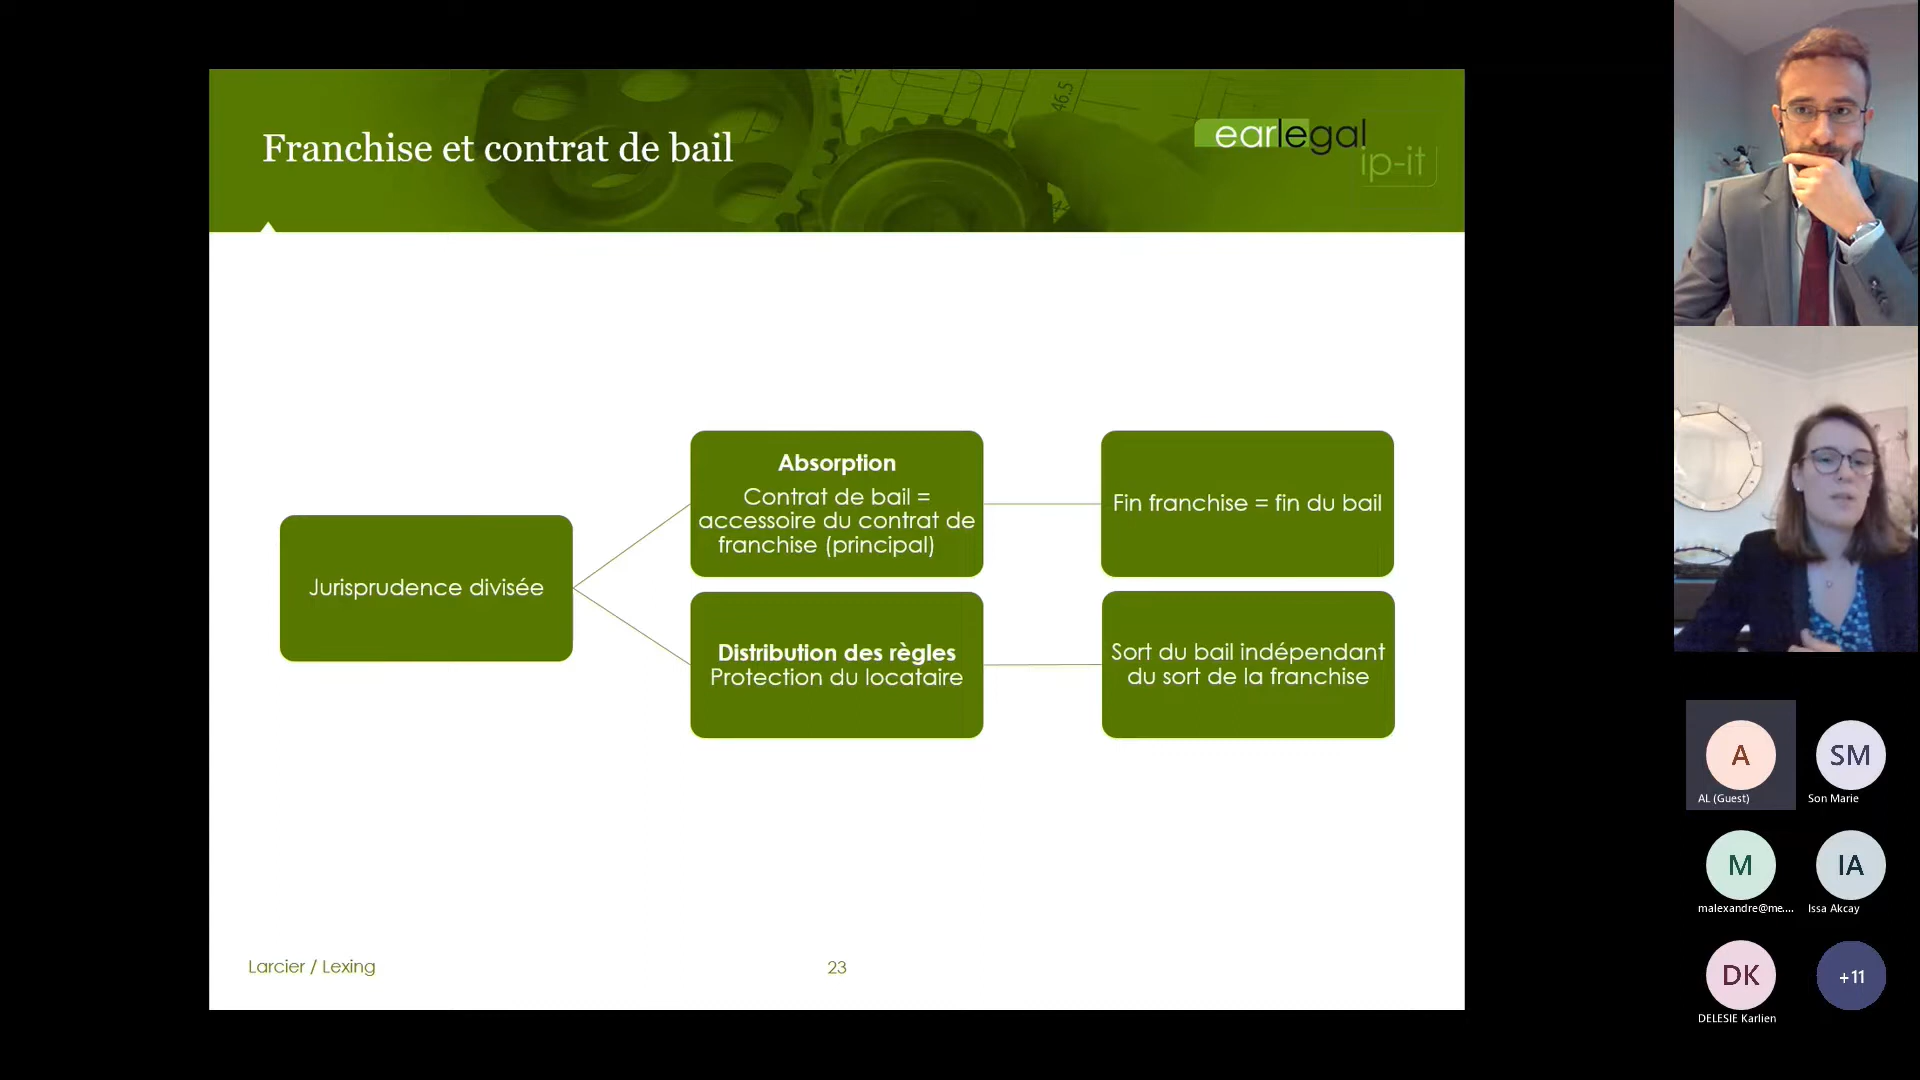 Franchise et contrat de bail
earlegal
ip-it
46.5
Jurisprudence divisée
Absorption
Contrat de bail =
accessoire du contrat de
franchise (principal)
Fin franchise = fin du bail
Distribution des règles
Protection du locataire
Sort du bail indépendant
du sort de la franchise
Larcier / Lexing
23
A
AL (Guest)
SM
Son Marie
M
malexandre@me....
IA
Issa Akcay
DK
DELESIE Karlien
+11